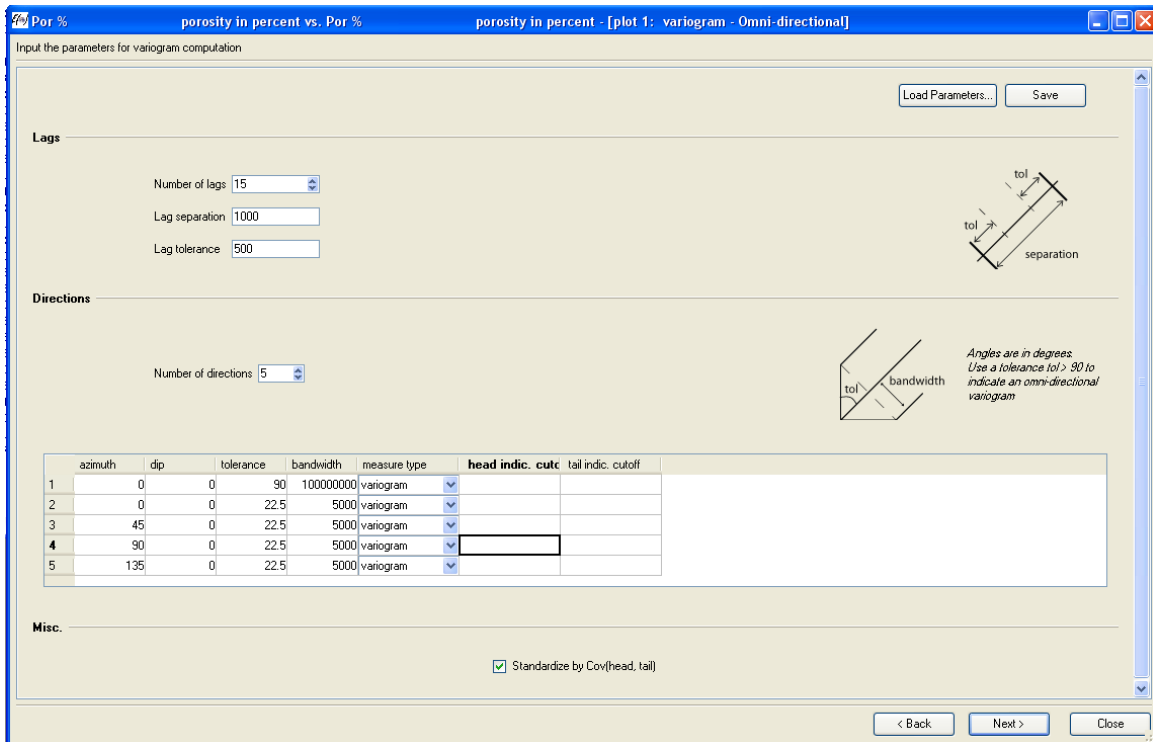 Por % porosity in percent vs. Por % porosity in percent - [plot 1: variogram - Omni-directional]
Input the parameters for variogram computation
Load Parameters... Save
Lags
Number of lags 15
Lag separation 1000
Lag tolerance 500
tol
tol
separation
Directions
Number of directions 5
tol
bandwidth
Angles are in degrees.
Use a tolerance tol > 90 to
indicate an omni-directional
variogram
azimuth dip tolerance bandwidth measure type head indic. cutc tail indic. cutoff
1 0 0 90 100000000 variogram
2 0 0 22.5 5000 variogram
3 45 0 22.5 5000 variogram
4 90 0 22.5 5000 variogram
5 135 0 22.5 5000 variogram
Misc.
Standardize by Cov(head, tail)
< Back Next > Close